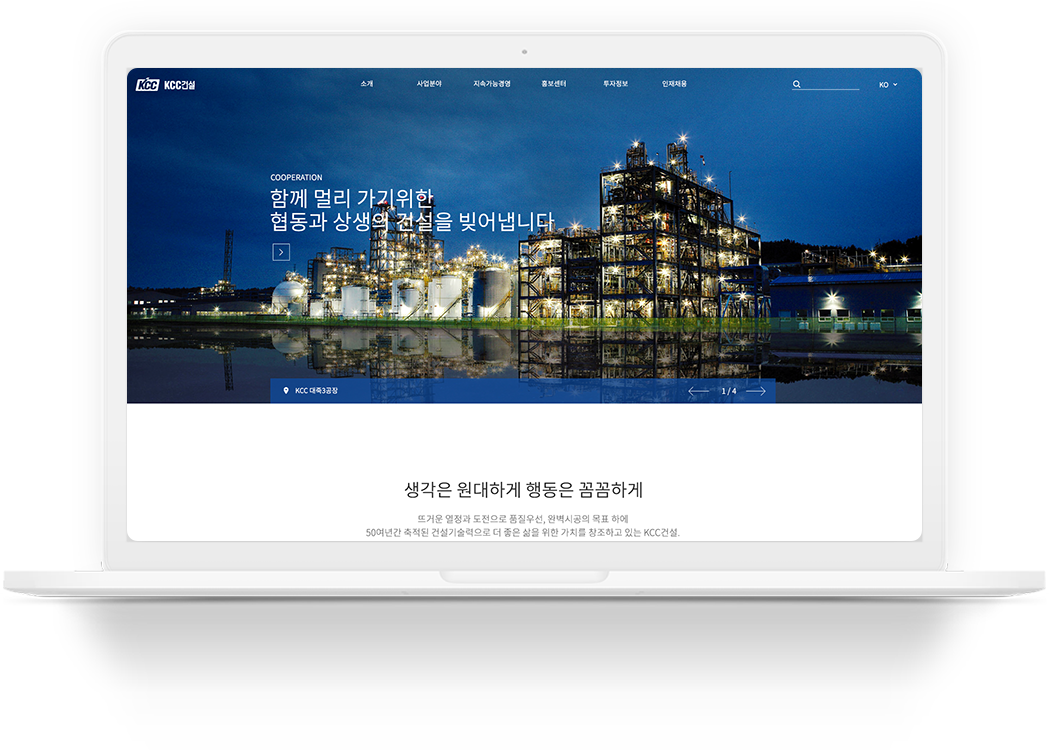 KCC KCC건설
소개 사업분야 지속가능경영 홍보센터 투자정보 인재채용
KO
COOPERATION
함께 멀리 가기위한
협동과 상생의 건설을 빚어냅니다
KCC 대죽3공장
1 / 4
생각은 원대하게 행동은 꼼꼼하게
뜨거운 열정과 도전으로 품질우선, 완벽시공의 목표 하에
50여년간 축적된 건설기술력으로 더 좋은 삶을 위한 가치를 창조하고 있는 KCC건설.